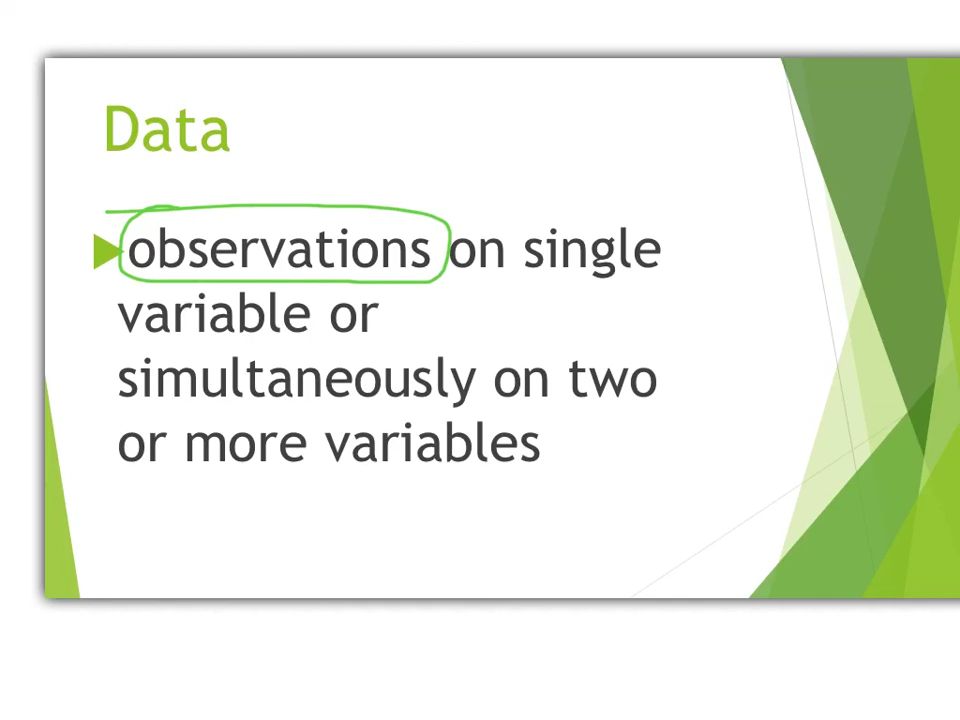 Data
observations on single
variable or
simultaneously on two
or more variables